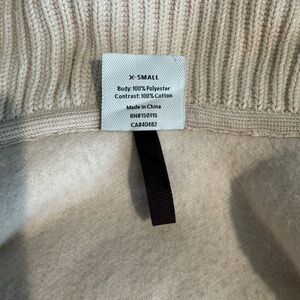 X-SMALL
Body: 100% Polyester
Contrast: 100% Cotton
Made in China
RN#150115
CA#40482